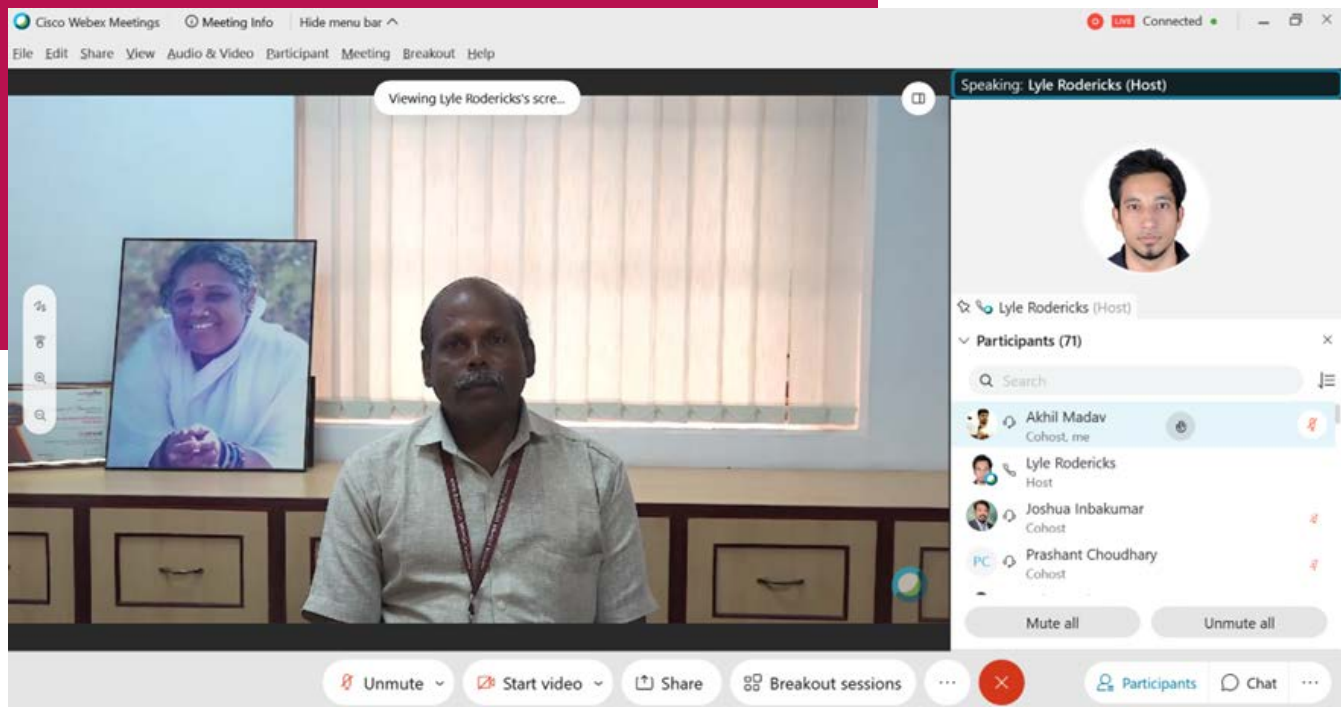 Cisco Webex Meetings Meeting Info Hide menu bar
LIVE Connected
File Edit Share View Audio & Video Participant Meeting Breakout Help
Viewing Lyle Rodericks's scre...
Speaking: Lyle Rodericks (Host)
Lyle Rodericks (Host)
Participants (71)
Search
Akhil Madav
Cohost, me
Lyle Rodericks
Host
Joshua Inbakumar
Cohost
PC
Prashant Choudhary
Cohost
Mute all Unmute all
Unmute Start video Share Breakout sessions ... Participants Chat ...